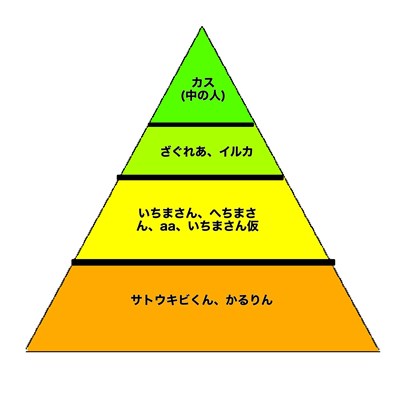 カス
(中の人)
ざぐれあ、イルカ
いちまさん、へちまさ
ん、aa、いちまさん仮
サトウキビくん、かるりん